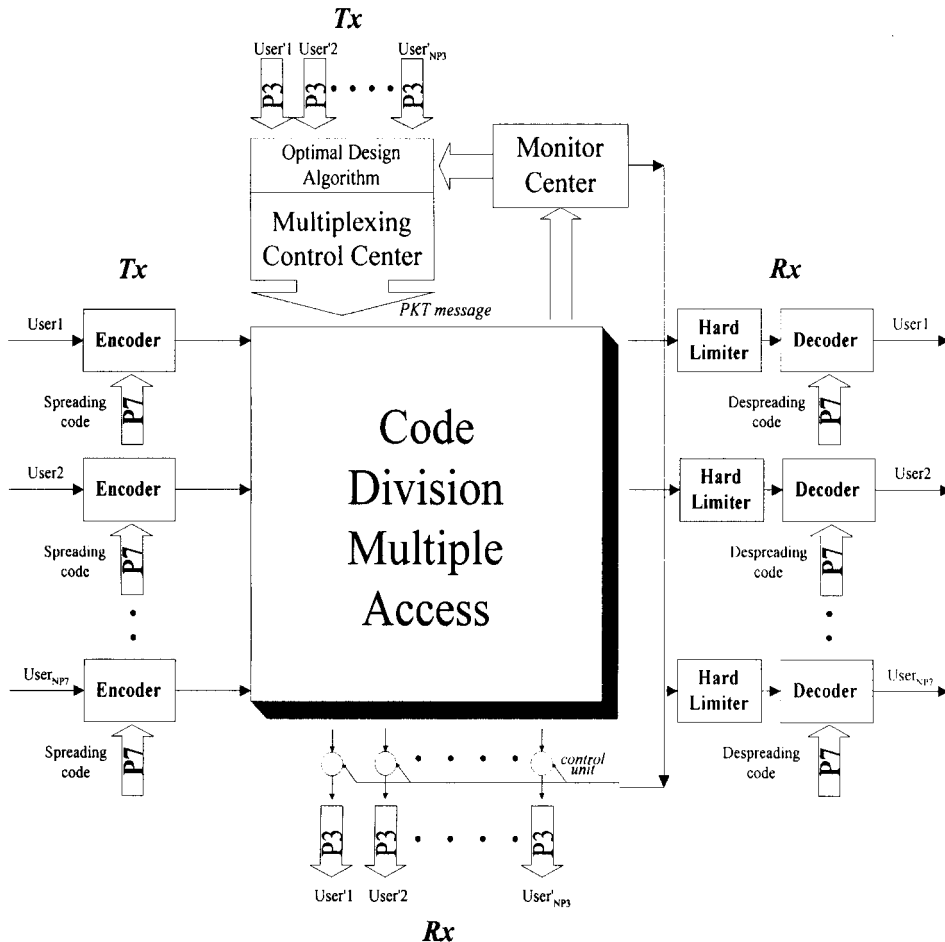 Tx
User'1 User'2 User'NP3
P3 P3 P3
Optimal Design
Algorithm
Monitor
Center
Multiplexing
Control Center
Tx
Rx
PKT message
User1
Encoder
Hard
Limiter
Decoder
User1
Spreading
code
P7
Despreading
code
P7
Code
Division
Multiple
Access
User2
Encoder
Hard
Limiter
Decoder
User2
Spreading
code
P7
Despreading
code
P7
UserNP7
Encoder
Hard
Limiter
Decoder
UserNP7
Spreading
code
P7
Despreading
code
P7
control
unit
P3 P3 P3
User'1 User'2 User'NP3
Rx